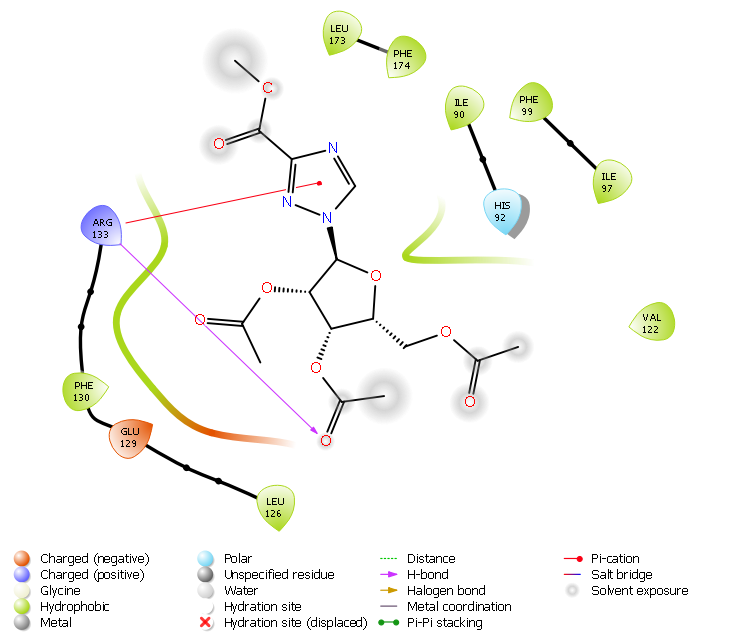 LEU
173
PHE
174
C
ILE
90
PHE
99
O
N
ILE
97
N
HIS
92
N
ARG
133
O
O
O
VAL
122
O
O
PHE
130
O
O
GLU
129
O
LEU
126
Charged (negative)
Charged (positive)
Glycine
Hydrophobic
Metal
Polar
Unspecified residue
Water
Hydration site
Hydration site (displaced)
Distance
H-bond
Halogen bond
Metal coordination
Pi-Pi stacking
Pi-cation
Salt bridge
Solvent exposure